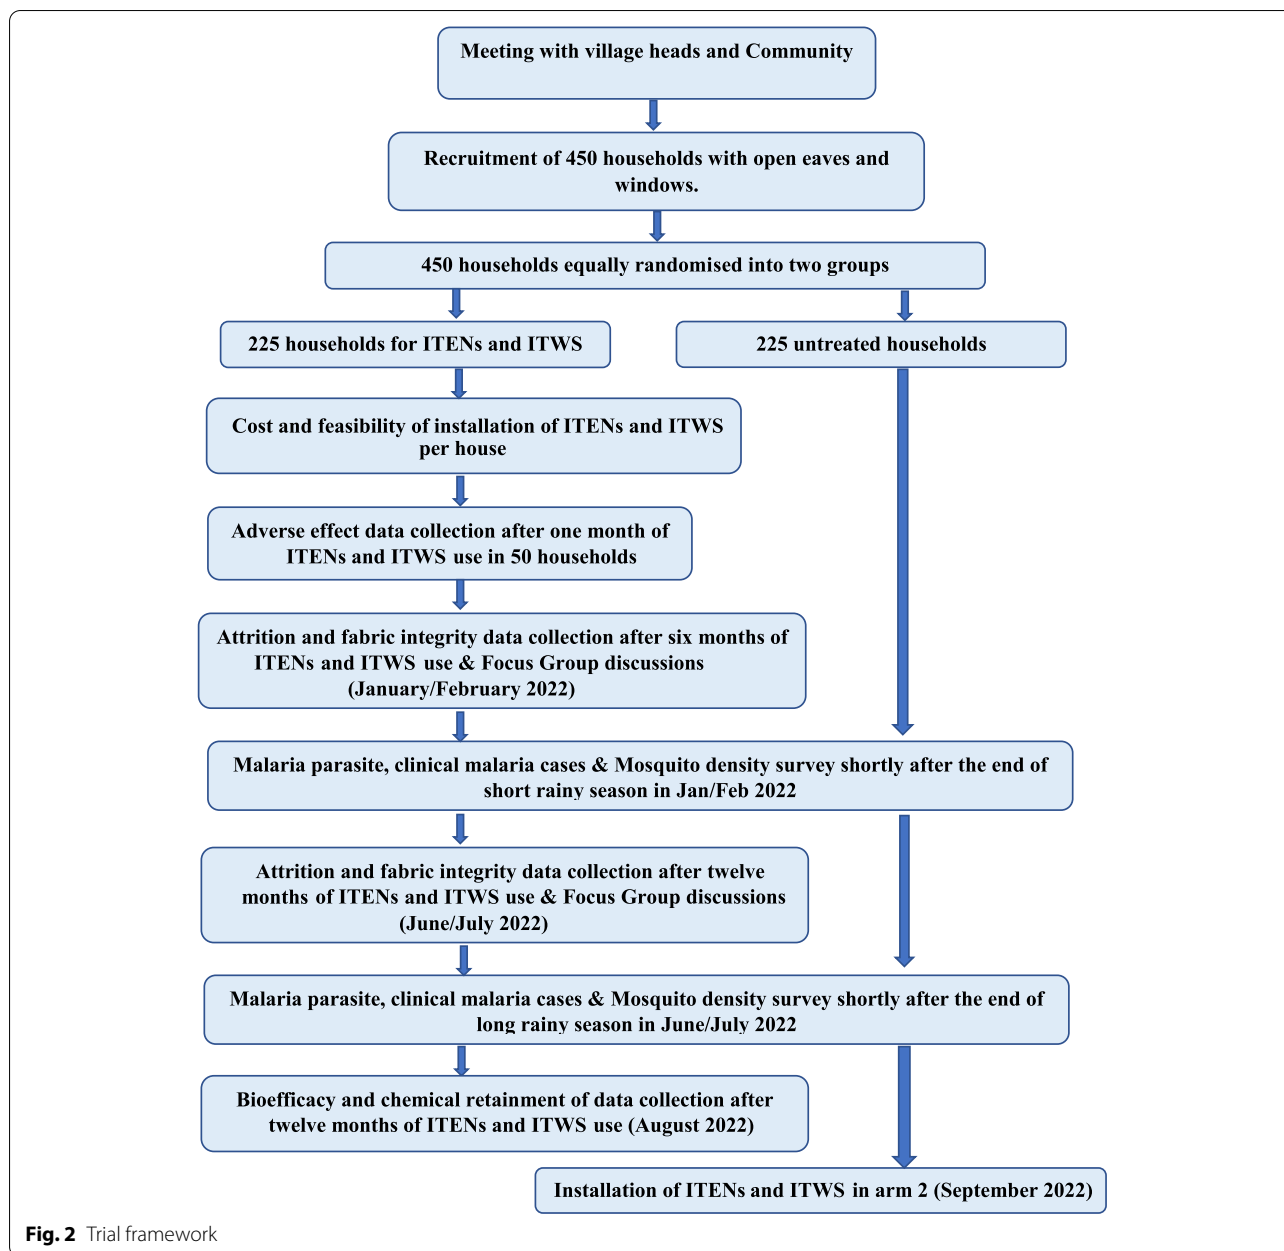 Meeting with village heads and Community
Recruitment of 450 households with open eaves and
windows.
450 households equally randomised into two groups
225 households for ITENs and ITWS
225 untreated households
Cost and feasibility of installation of ITENs and ITWS
per house
Adverse effect data collection after one month of
ITENs and ITWS use in 50 households
Attrition and fabric integrity data collection after six months of
ITENs and ITWS use & Focus Group discussions
(January/February 2022)
Malaria parasite, clinical malaria cases & Mosquito density survey shortly after the end of
short rainy season in Jan/Feb 2022
Attrition and fabric integrity data collection after twelve
months of ITENs and ITWS use & Focus Group discussions
(June/July 2022)
Malaria parasite, clinical malaria cases & Mosquito density survey shortly after the end of
long rainy season in June/July 2022
Bioefficacy and chemical retainment of data collection after
twelve months of ITENs and ITWS use (August 2022)
Installation of ITENs and ITWS in arm 2 (September 2022)
Fig. 2 Trial framework